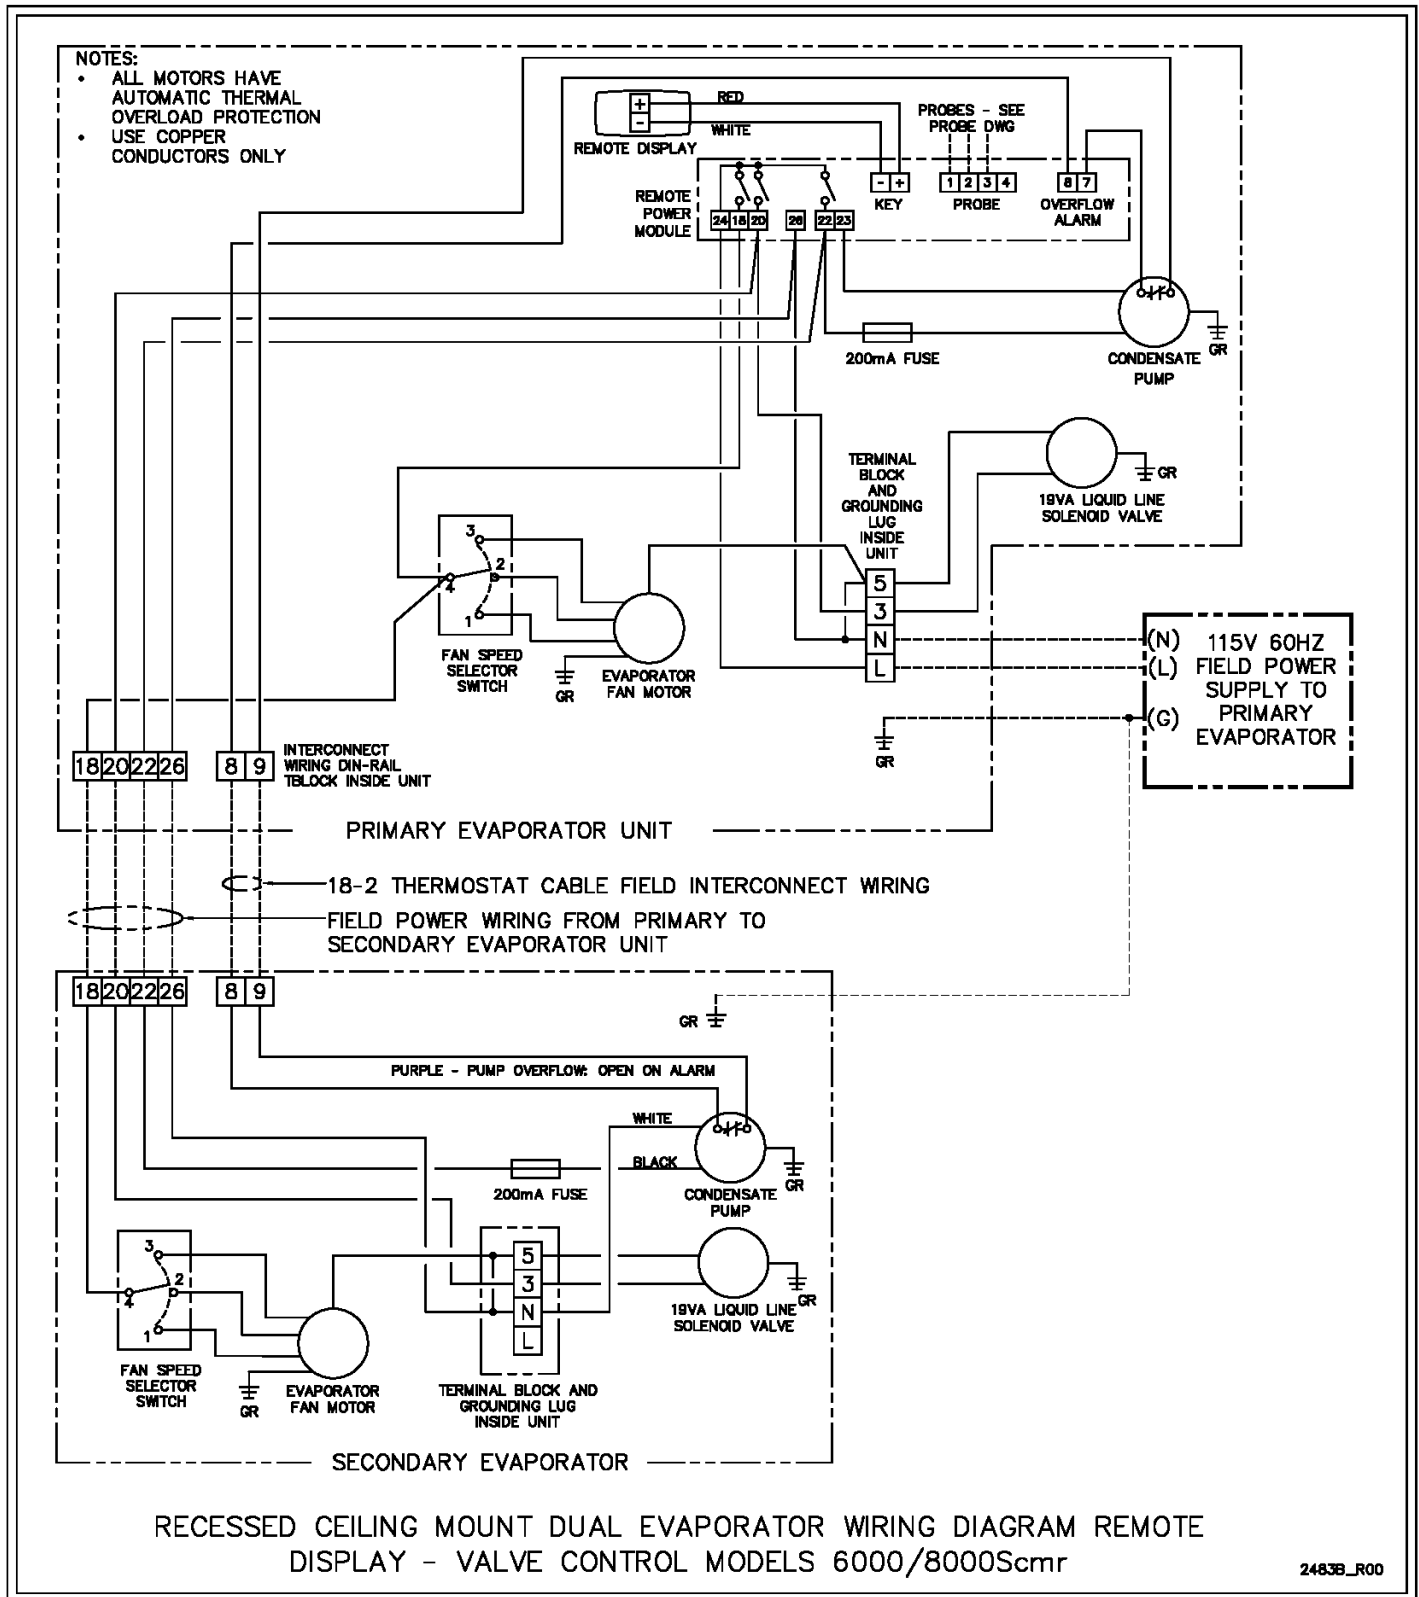 NOTES:
• ALL MOTORS HAVE
AUTOMATIC THERMAL
OVERLOAD PROTECTION
• USE COPPER
CONDUCTORS ONLY
+
-
RED
WHITE
REMOTE DISPLAY
PROBES - SEE
PROBE DWG
REMOTE
POWER
MODULE
- +
KEY
1 2 3 4
PROBE
8 7
OVERFLOW
ALARM
24 18 20 26 22 23
200mA FUSE
CONDENSATE
PUMP
GR
TERMINAL
BLOCK
AND
GROUNDING
LUG
INSIDE
UNIT
GR
19VA LIQUID LINE
SOLENOID VALVE
3
2
4
1
FAN SPEED
SELECTOR
SWITCH
GR
EVAPORATOR
FAN MOTOR
5
3
N
L
(N)
(L)
(G)
115V 60HZ
FIELD POWER
SUPPLY TO
PRIMARY
EVAPORATOR
GR
18 20 22 26
8 9
INTERCONNECT
WIRING DIN-RAIL
TBLOCK INSIDE UNIT
PRIMARY EVAPORATOR UNIT
18-2 THERMOSTAT CABLE FIELD INTERCONNECT WIRING
FIELD POWER WIRING FROM PRIMARY TO
SECONDARY EVAPORATOR UNIT
18 20 22 26
8 9
GR
PURPLE - PUMP OVERFLOW: OPEN ON ALARM
WHITE
BLACK
200mA FUSE
CONDENSATE
PUMP
GR
3
2
4
1
FAN SPEED
SELECTOR
SWITCH
GR
EVAPORATOR
FAN MOTOR
5
3
N
L
TERMINAL BLOCK AND
GROUNDING LUG
INSIDE UNIT
19VA LIQUID LINE
SOLENOID VALVE
GR
SECONDARY EVAPORATOR
RECESSED CEILING MOUNT DUAL EVAPORATOR WIRING DIAGRAM REMOTE
DISPLAY - VALVE CONTROL MODELS 6000/8000Scmr
2483B_R00